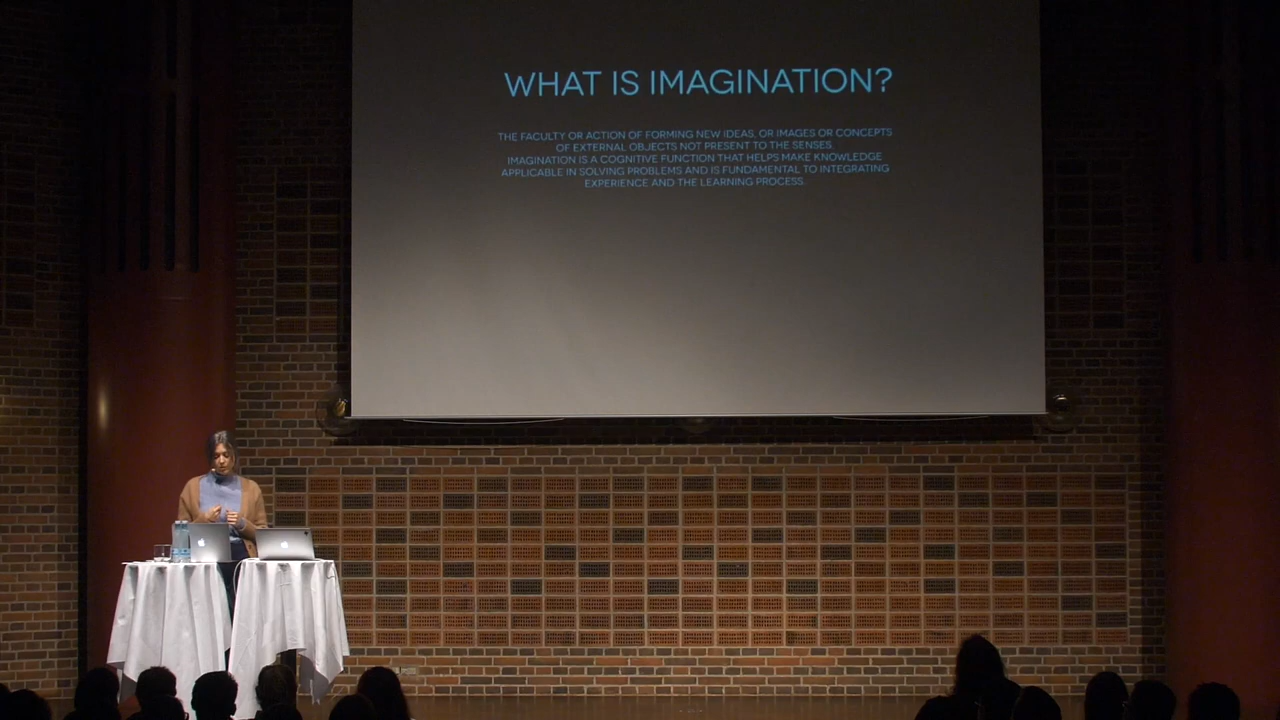 WHAT IS IMAGINATION?
THE FACULTY OR ACTION OF FORMING NEW IDEAS, OR IMAGES OR CONCEPTS
OF EXTERNAL OBJECTS NOT PRESENT TO THE SENSES.
IMAGINATION IS A COGNITIVE FUNCTION THAT HELPS MAKE KNOWLEDGE
APPLICABLE IN SOLVING PROBLEMS AND IS FUNDAMENTAL TO INTEGRATING
EXPERIENCE AND THE LEARNING PROCESS.